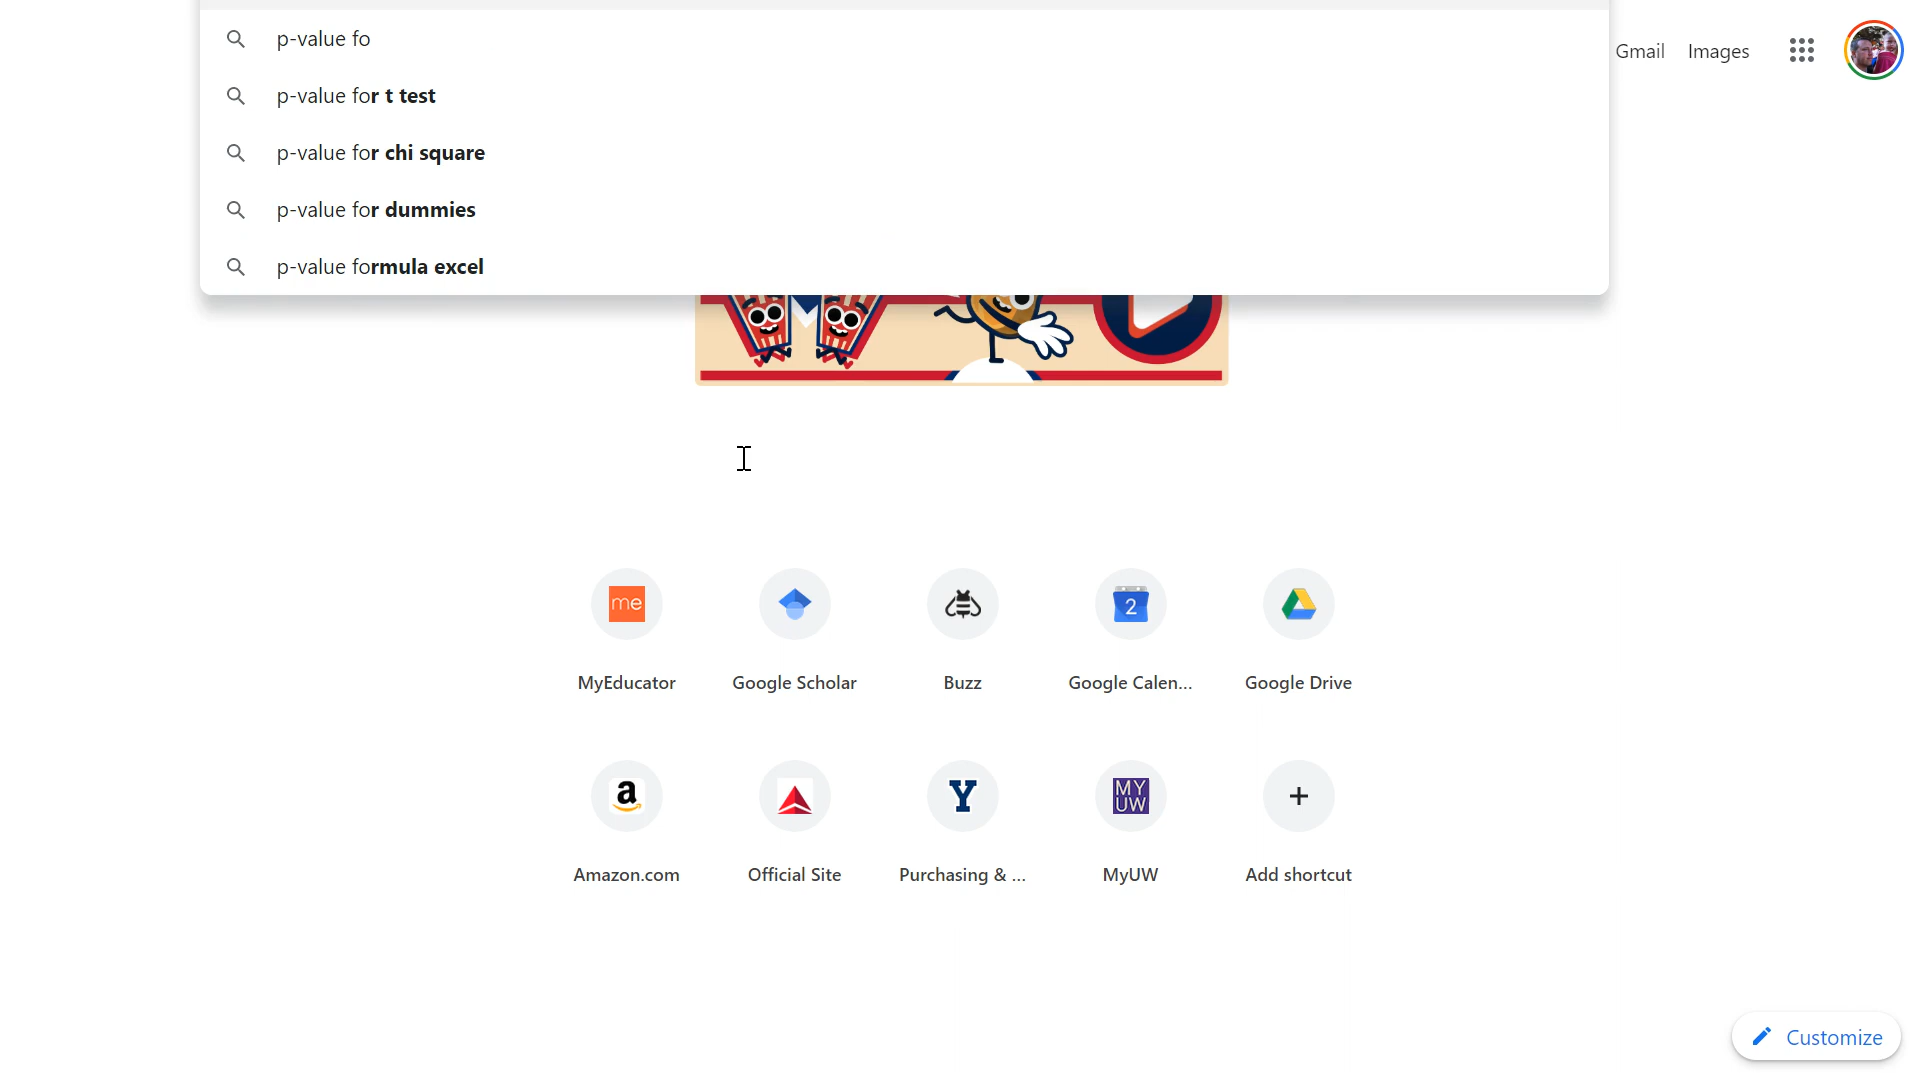 p-value fo
Gmail Images
p-value for t test
p-value for chi square
p-value for dummies
p-value formula excel
me
2
MyEducator Google Scholar Buzz Google Calen... Google Drive
a
Y
MY
UW
Amazon.com Official Site Purchasing & ... MyUW Add shortcut
Customize